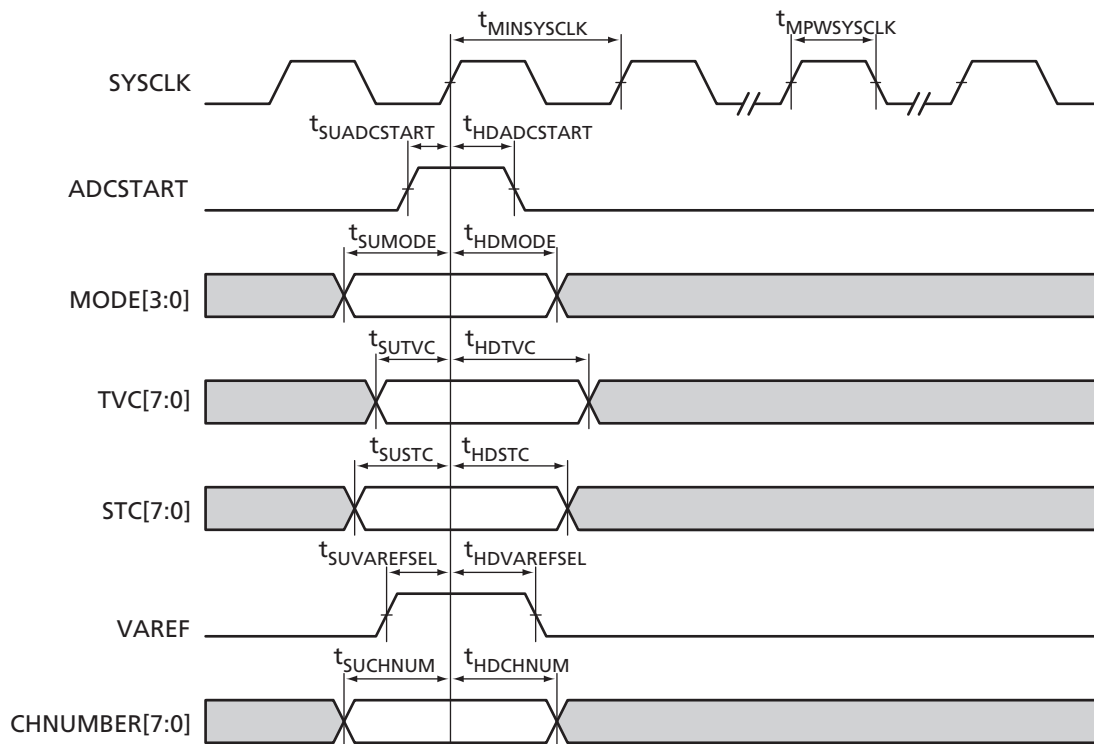 tMINSYSCLK tMPWSYSCLK
SYSCLK
tSUADCSTART tHDADCSTART
ADCSTART
tSUMODE tHDMODE
MODE[3:0]
tSUTVC tHDTVC
TVC[7:0]
tSUSTC tHDSTC
STC[7:0]
tSUVAREFSEL tHDVAREFSEL
VAREF
tSUCHNUM tHDCHNUM
CHNUMBER[7:0]